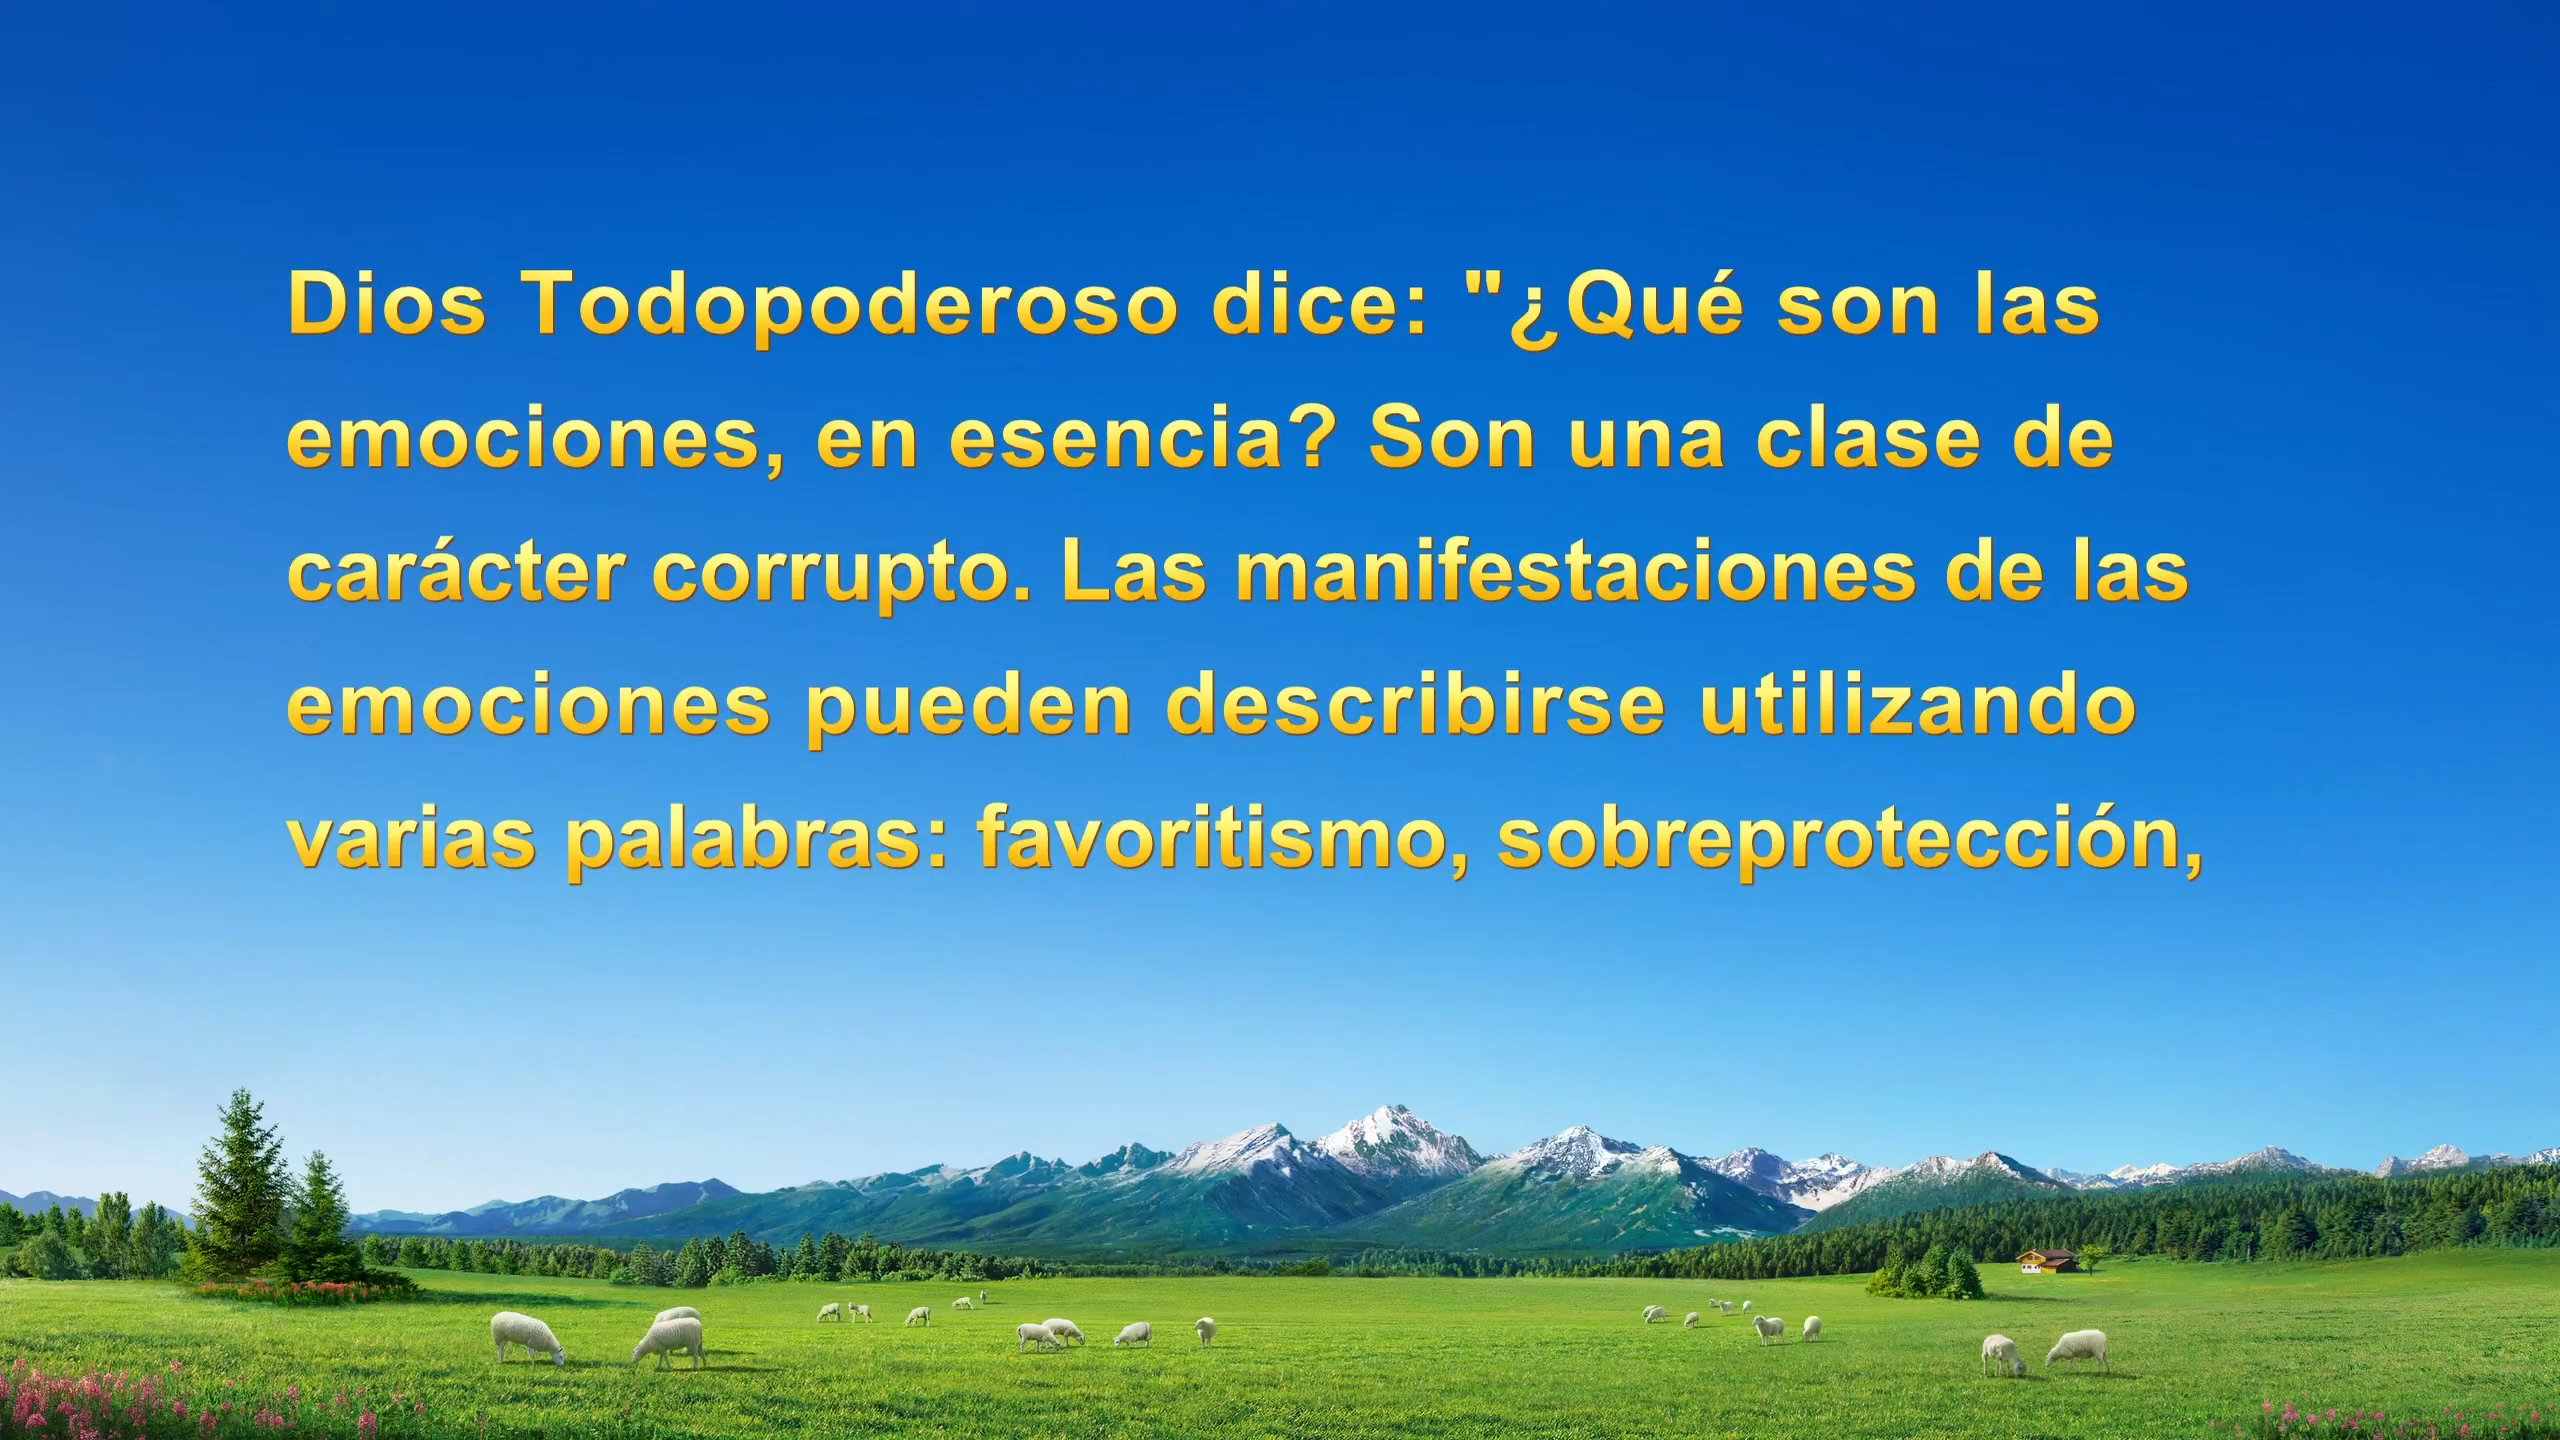 Dios Todopoderoso dice: "¿Qué son las
emociones, en esencia? Son una clase de
carácter corrupto. Las manifestaciones de las
emociones pueden describirse utilizando
varias palabras: favoritismo, sobreprotección,